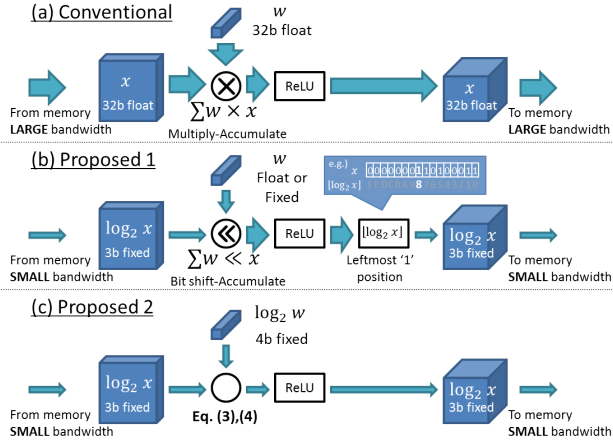 (a) Conventional
w
32b float
x
32b float
ReLU
x
32b float
∑w × x
From memory
LARGE bandwidth
Multiply-Accumulate
To memory
LARGE bandwidth
(b) Proposed 1
w
Float or
Fixed
e.g.) x 0000000110100011
⌊log₂ x⌋ FEDCBA9876543210
log₂ x
3b fixed
≪
ReLU
⌊log₂ x⌋
log₂ x
3b fixed
∑w ≪ x
Leftmost '1'
position
From memory
SMALL bandwidth
Bit shift-Accumulate
To memory
SMALL bandwidth
(c) Proposed 2
log₂ w
4b fixed
log₂ x
3b fixed
ReLU
log₂ x
3b fixed
Eq. (3),(4)
From memory
SMALL bandwidth
To memory
SMALL bandwidth